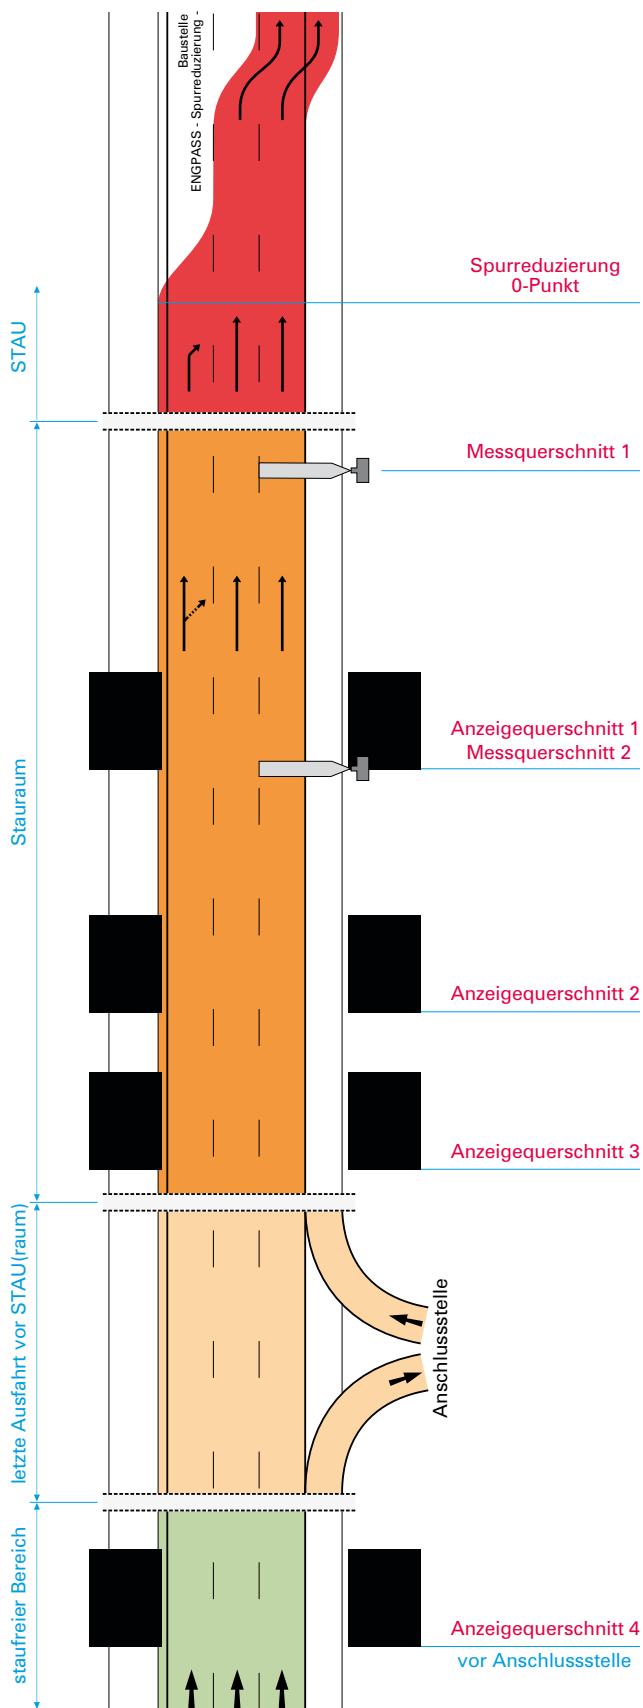 Baustelle
ENGPASS - Spurreduzierung -
Spurreduzierung
0-Punkt
STAU
Messquerschnitt 1
Anzeigequerschnitt 1
Messquerschnitt 2
Stauraum
Anzeigequerschnitt 2
Anzeigequerschnitt 3
letzte Ausfahrt vor STAU(raum)
Anschlussstelle
staufreier Bereich
Anzeigequerschnitt 4
vor Anschlussstelle